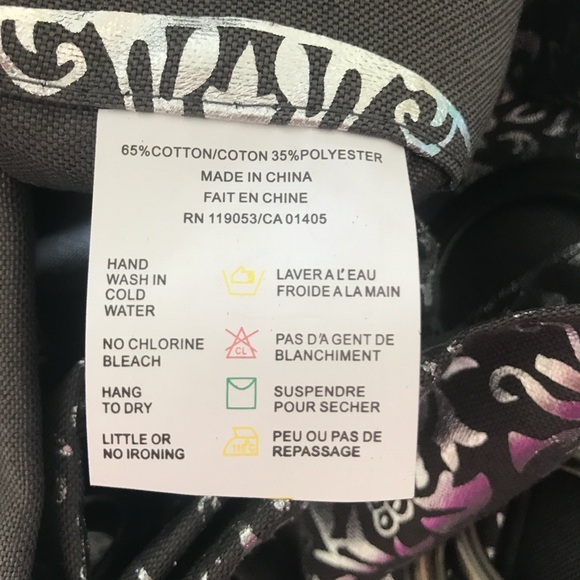 65%COTTON/COTON 35%POLYESTER
MADE IN CHINA
FAIT EN CHINE
RN 119053/CA 01405
HAND
WASH IN
COLD
WATER
LAVER A L'EAU
FROIDE A LA MAIN
NO CHLORINE
BLEACH
CL
PAS D'AGENT DE
BLANCHIMENT
HANG
TO DRY
SUSPENDRE
POUR SECHER
LITTLE OR
NO IRONING
110°C
PEU OU PAS DE
REPASSAGE